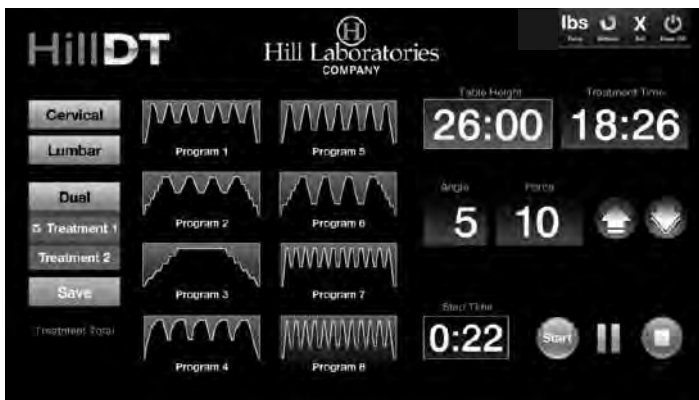 HillDT
H
Hill Laboratories
COMPANY
lbs
X
Cervical
Lumbar
Dual
Treatment 1
Treatment 2
Save
Treatment Total
Program 1
Program 2
Program 3
Program 4
Program 5
Program 6
Program 7
Program 8
Table Height
26:00
Treatment Time
18:26
Angle
5
Force
10
Step Time
0:22
Start